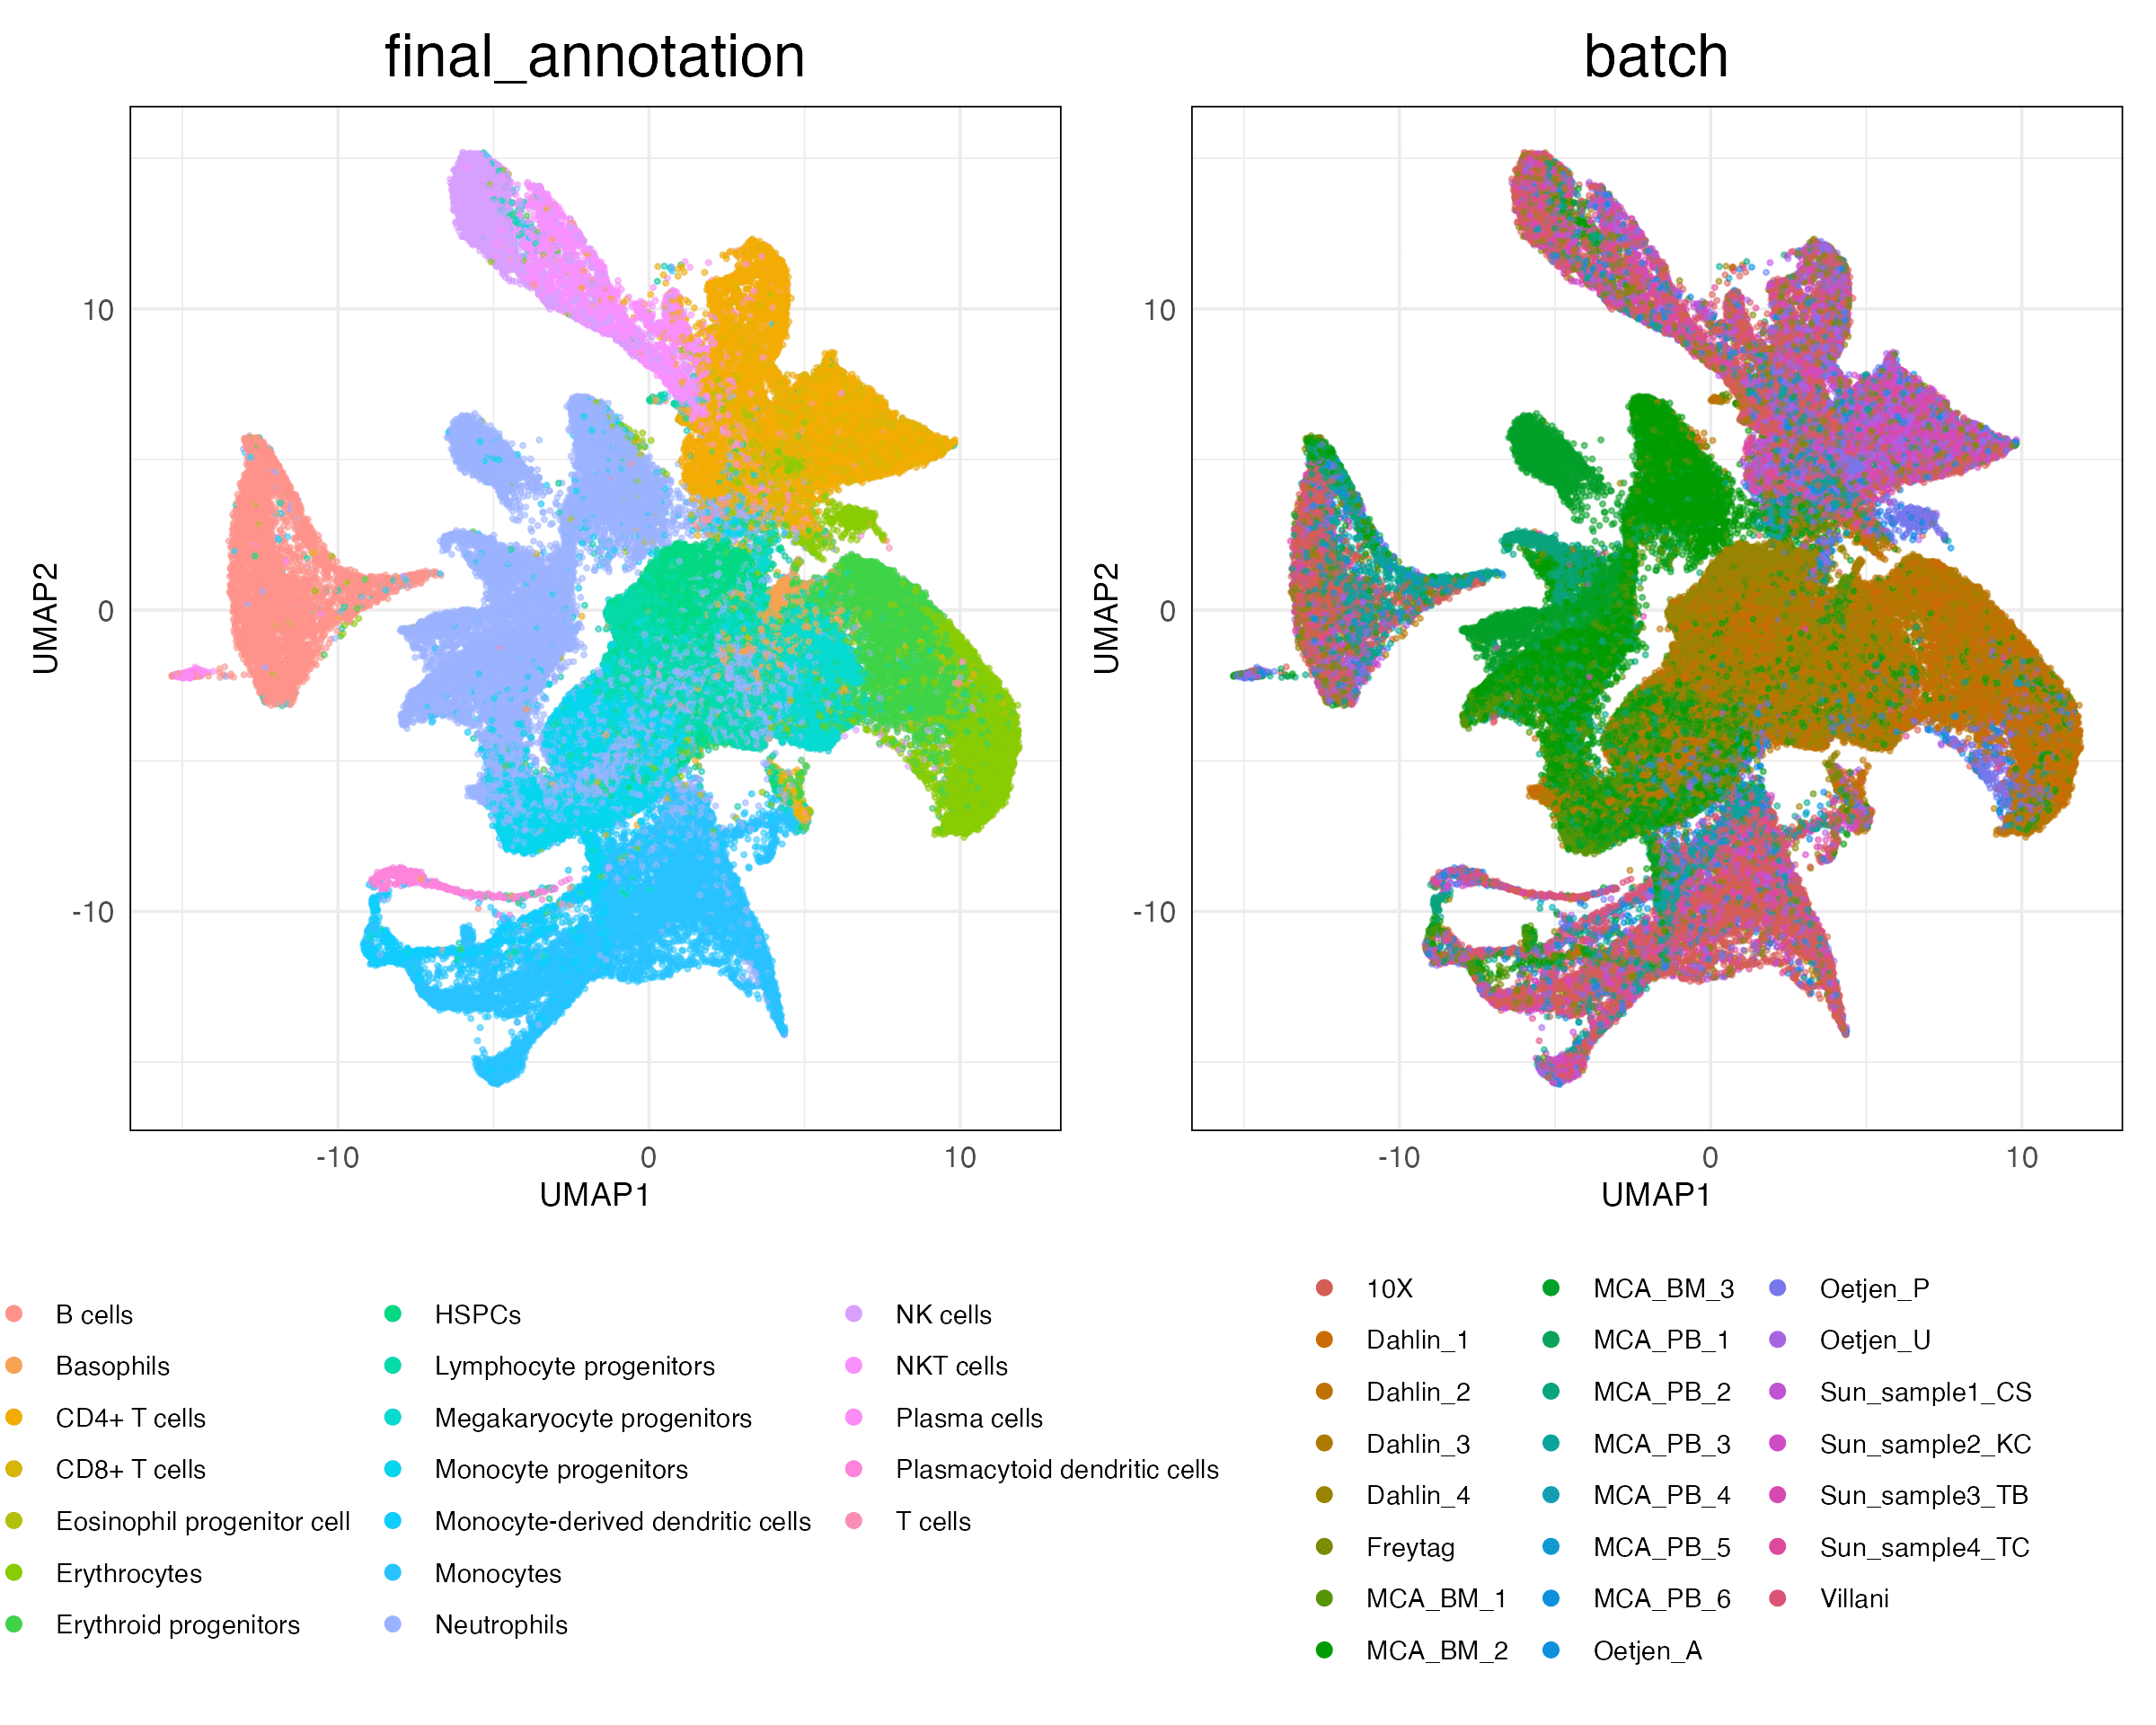 final_annotation
batch
UMAP2
10
0
-10
-10
0
10
UMAP1
UMAP2
10
0
-10
-10
0
10
UMAP1
B cells
Basophils
CD4+ T cells
CD8+ T cells
Eosinophil progenitor cell
Erythrocytes
Erythroid progenitors
HSPCs
Lymphocyte progenitors
Megakaryocyte progenitors
Monocyte progenitors
Monocyte-derived dendritic cells
Monocytes
Neutrophils
NK cells
NKT cells
Plasma cells
Plasmacytoid dendritic cells
T cells
10X
Dahlin_1
Dahlin_2
Dahlin_3
Dahlin_4
Freytag
MCA_BM_1
MCA_BM_2
MCA_BM_3
MCA_PB_1
MCA_PB_2
MCA_PB_3
MCA_PB_4
MCA_PB_5
MCA_PB_6
Oetjen_A
Oetjen_P
Oetjen_U
Sun_sample1_CS
Sun_sample2_KC
Sun_sample3_TB
Sun_sample4_TC
Villani